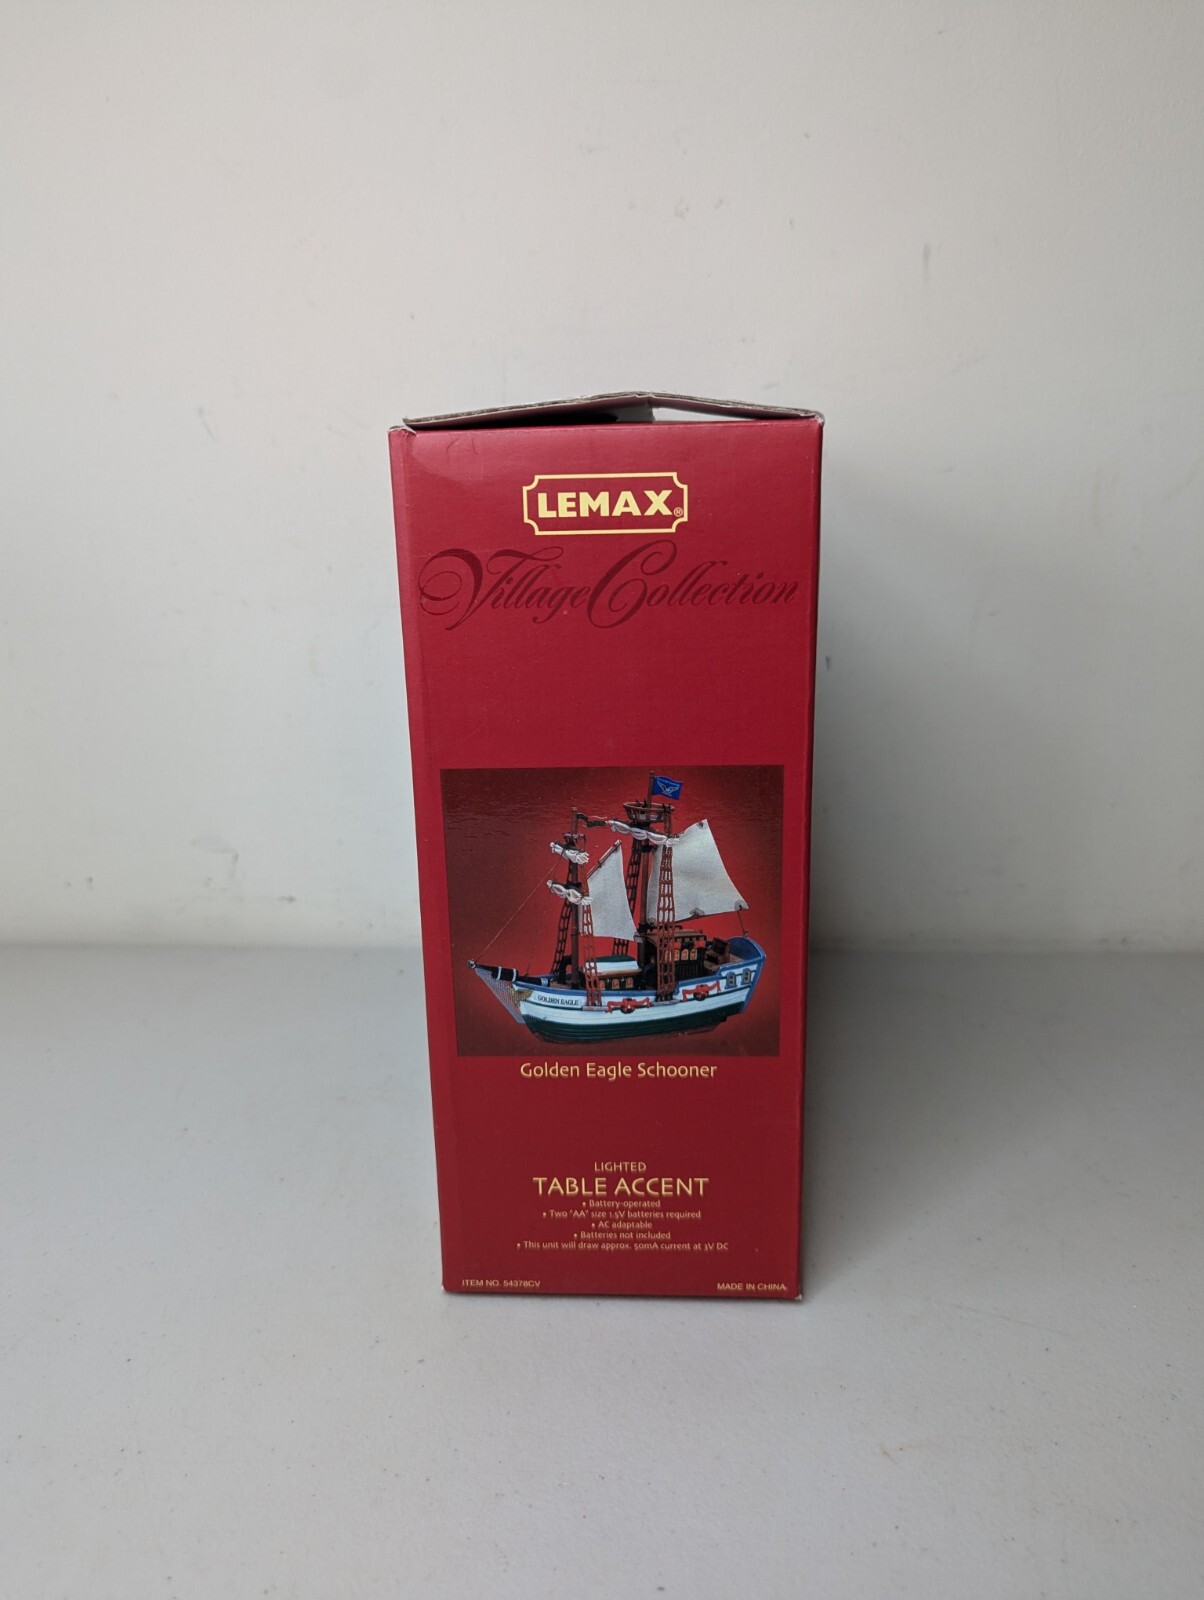 LEMAX®
Village Collection
GOLDEN EAGLE
Golden Eagle Schooner
LIGHTED
TABLE ACCENT
• Battery-operated
• Two "AA" size 1.5V batteries required
• AC adaptable
• Batteries not included
• This unit will draw approx. 50mA current at 3V DC
ITEM NO. 54378CV
MADE IN CHINA